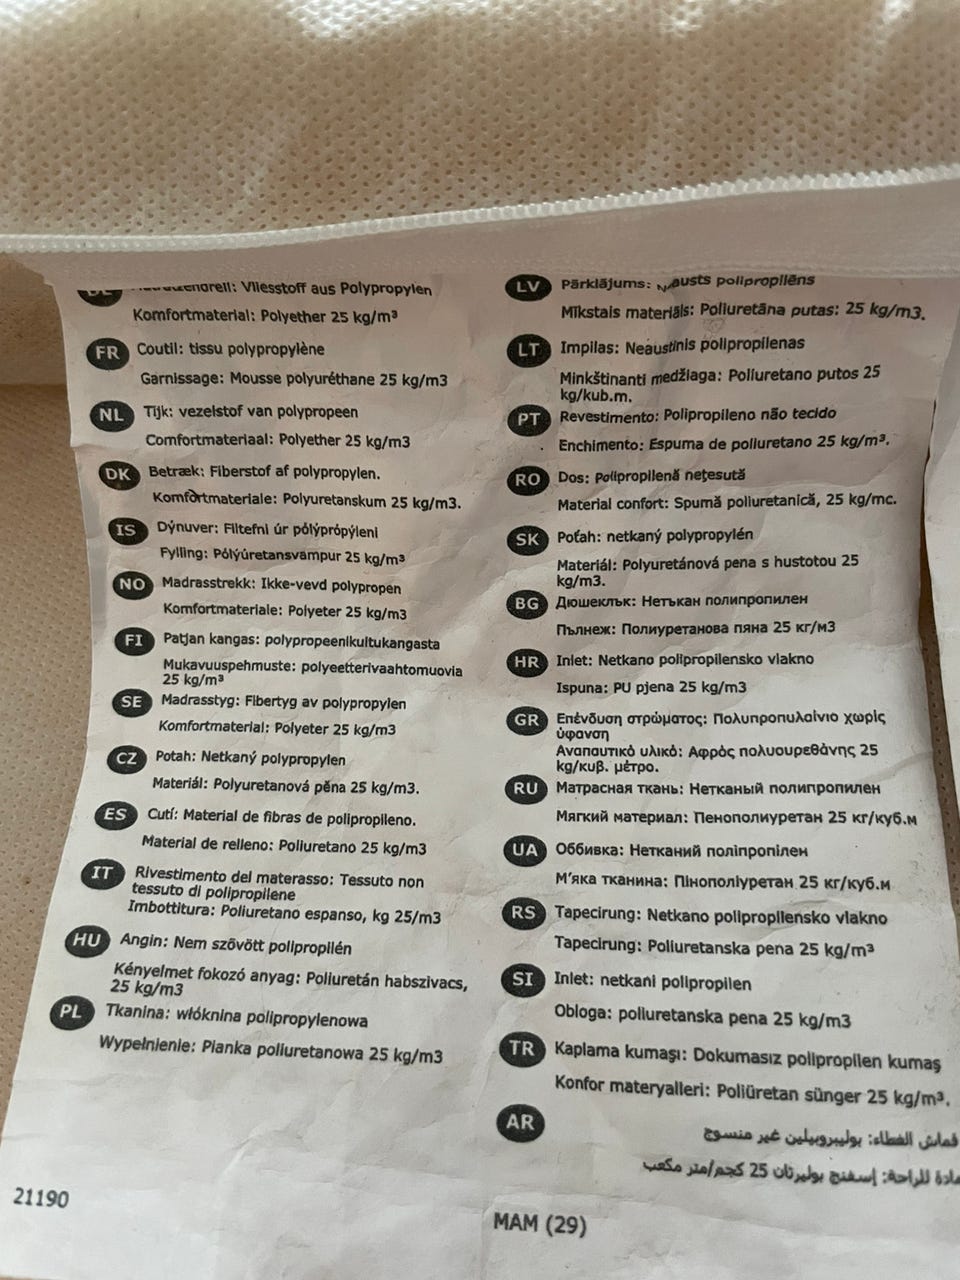 DE
Vliesstoff aus Polypropylen
Komfortmaterial: Polyether 25 kg/m³
FR Coutil: tissu polypropylène
Garnissage: Mousse polyuréthane 25 kg/m3
NL Tijk: vezelstof van polypropeen
Comfortmateriaal: Polyether 25 kg/m3
DK Betræk: Fiberstof af polypropylen.
Komfortmateriale: Polyuretanskum 25 kg/m3.
IS Dýnuver: Filtefni úr pólýprópýleni
Fylling: Pólýúretansvampur 25 kg/m³
NO Madrasstrekk: Ikke-vevd polypropen
Komfortmateriale: Polyeter 25 kg/m3
FI Patjan kangas: polypropeenikuitukangasta
Mukavuuspehmuste: polyeetterivaahtomuovia
25 kg/m³
SE Madrasstyg: Fibertyg av polypropylen
Komfortmaterial: Polyeter 25 kg/m3
CZ Potah: Netkaný polypropylen
Materiál: Polyuretanová pěna 25 kg/m3.
ES Cutí: Material de fibras de polipropileno.
Material de relleno: Poliuretano 25 kg/m3
IT Rivestimento del materasso: Tessuto non
tessuto di polipropilene
Imbottitura: Poliuretano espanso, kg 25/m3
HU Angin: Nem szövött polipropilén
Kényelmet fokozó anyag: Poliuretán habszivacs,
25 kg/m3
PL Tkanina: włóknina polipropylenowa
Wypełnienie: Pianka poliuretanowa 25 kg/m3
21190
LV Pārklājums: Neausts polipropilēns
Mīkstais materiāls: Poliuretāna putas: 25 kg/m3.
LT Impilas: Neaustinis polipropilenas
Minkštinanti medžiaga: Poliuretano putos 25
kg/kub.m.
PT Revestimento: Polipropileno não tecido
Enchimento: Espuma de poliuretano 25 kg/m³.
RO Dos: Polipropilenă neţesută
Material confort: Spumă poliuretanică, 25 kg/mc.
SK Poťah: netkaný polypropylén
Materiál: Polyuretánová pena s hustotou 25
kg/m3.
BG Дюшеклък: Нетъкан полипропилен
Пълнеж: Полиуретанова пяна 25 кг/м3
HR Inlet: Netkano polipropilensko vlakno
Ispuna: PU pjena 25 kg/m3
GR Επένδυση στρώματος: Πολυπροπυλαίνιο χωρίς
ύφανση
Αναπαυτικό υλικό: Αφρός πολυουρεθάνης 25
kg/κυβ. μέτρο.
RU Матрасная ткань: Нетканый полипропилен
Мягкий материал: Пенополиуретан 25 кг/куб.м
UA Оббивка: Нетканий поліпропілен
М’яка тканина: Пінополіуретан 25 кг/куб.м
RS Tapecirung: Netkano polipropilensko vlakno
Tapecirung: Poliuretanska pena 25 kg/m³
SI Inlet: netkani polipropilen
Obloga: poliuretanska pena 25 kg/m3
TR Kaplama kumaşı: Dokumasız polipropilen kumaş
Konfor materyalleri: Poliüretan sünger 25 kg/m³.
AR
قماش الغطاء: بوليبروبيلين غير منسوج
للراحة: إسفنج بوليرثان 25 كجم/متر مكعب
MAM (29)